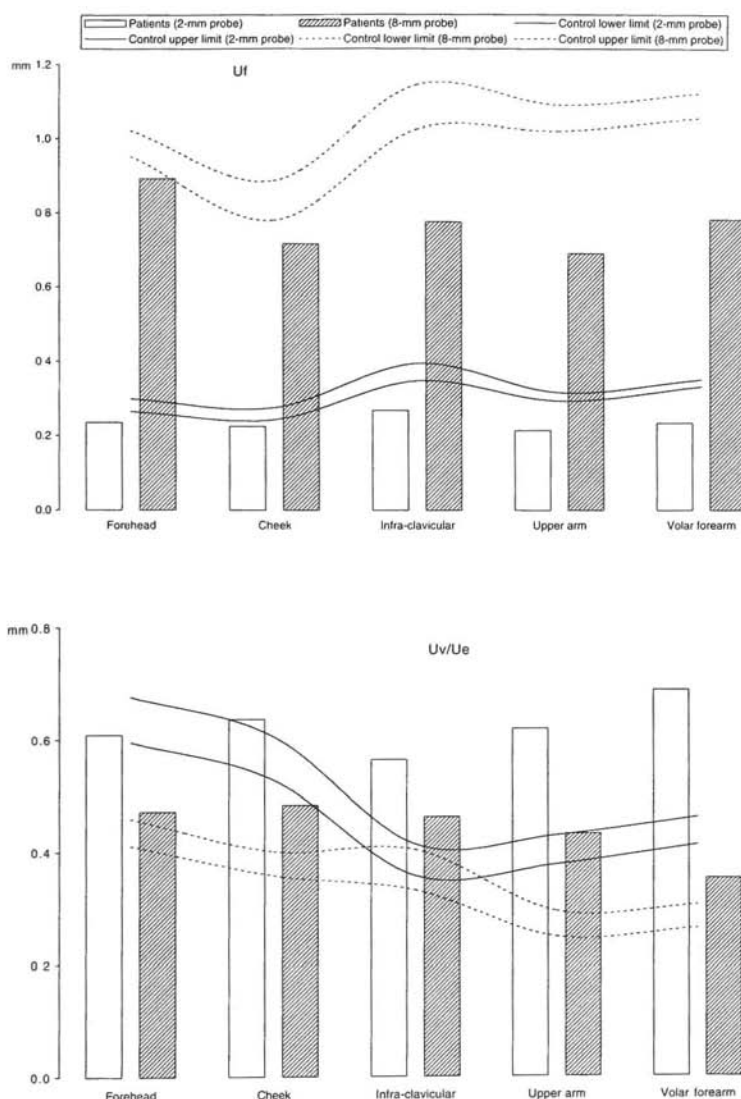 Patients (2-mm probe) Patients (8-mm probe) Control lower limit (2-mm probe)
Control upper limit (2-mm probe) Control lower limit (8-mm probe) Control upper limit (8-mm probe)
mm 1.2
Uf
1.0
0.8
0.6
0.4
0.2
0.0
Forehead Cheek Infra-clavicular Upper arm Volar forearm
mm 0.8
Uv/Ue
0.6
0.4
0 2
0.0
Forehead Cheek Infra-clavicular Upper arm Volar forearm